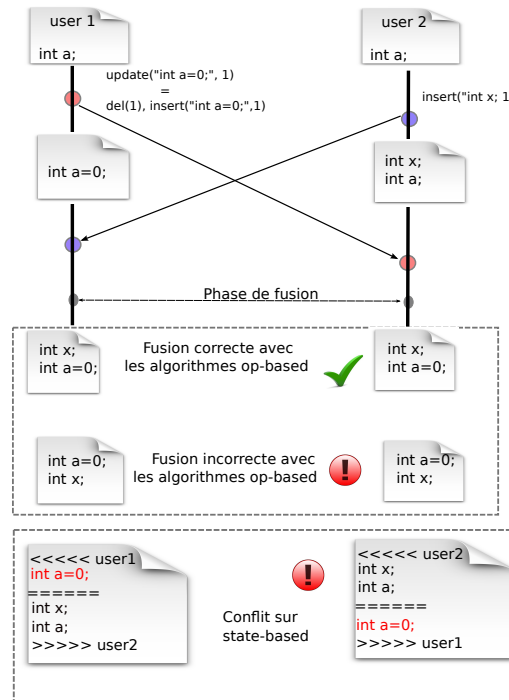 user 1
int a;
user 2
int a;
update("int a=0;", 1)
=
del(1), insert("int a=0;",1)
insert("int x; 1
int a=0;
int x;
int a;
Phase de fusion
int x;
int a=0;
Fusion correcte avec
les algorithmes op-based
int x;
int a=0;
int a=0;
int x;
Fusion incorrecte avec
les algorithmes op-based
int a=0;
int x;
<<<<< user1
int a=0;
======
int x;
int a;
>>>>> user2
Conflit sur
state-based
<<<<< user2
int x;
int a;
======
int a=0;
>>>>> user1